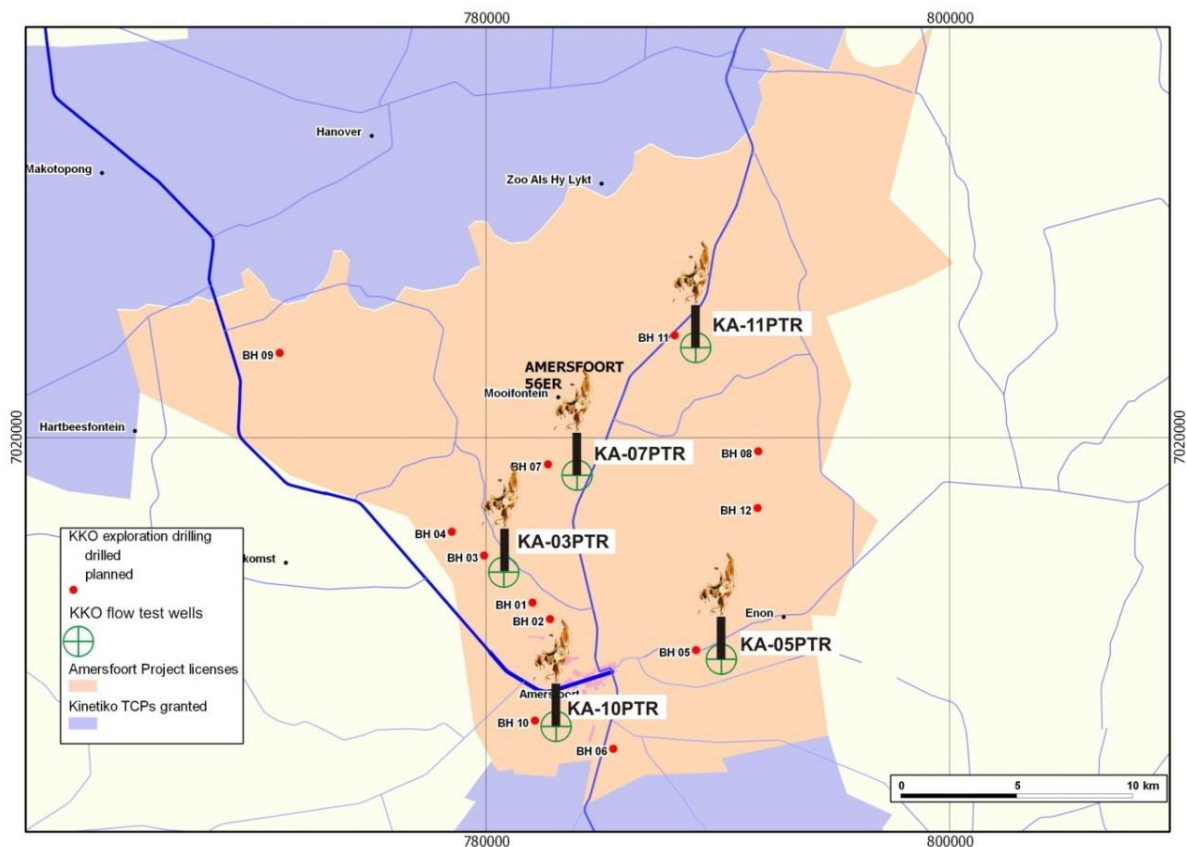 780000
800000
Hanover
Makotopong
Zoo Als Hy Lykt
KA-11PTR
BH 11
BH 09
AMERSFOORT
56ER
Mooifontein
Hartbeesfontein
7020000
7020000
KA-07PTR
BH 08
BH 07
BH 12
KKO exploration drilling
drilled
planned
KKO flow test wells
Amersfoort Project licenses
Kinetiko TCPs granted
BH 04
KA-03PTR
BH 03
komst
BH 01
BH 02
Enon
KA-05PTR
BH 05
Amersfoort
KA-10PTR
BH 10
BH 06
0 5 10 km
780000
800000